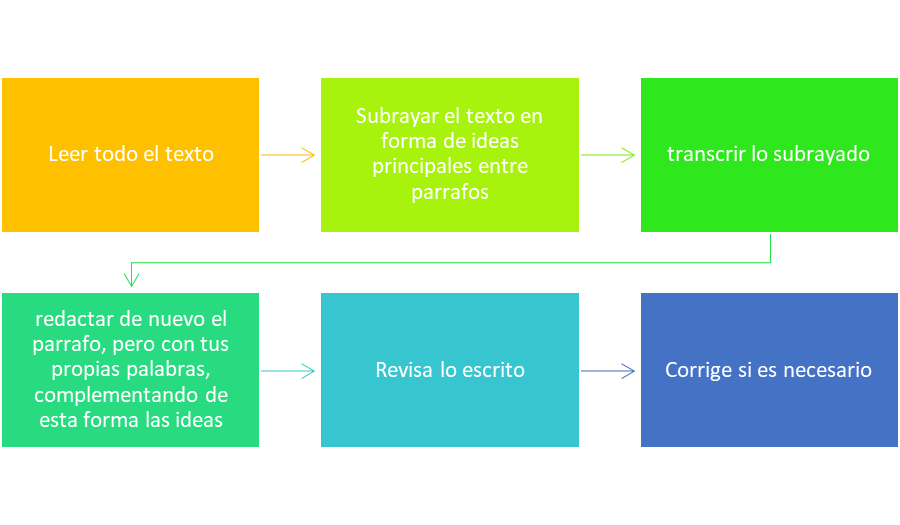 Leer todo el texto
Subrayar el texto en
forma de ideas
principales entre
parrafos
transcrir lo subrayado
redactar de nuevo el
parrafo, pero con tus
propias palabras,
complementando de
esta forma las ideas
Revisa lo escrito
Corrige si es necesario